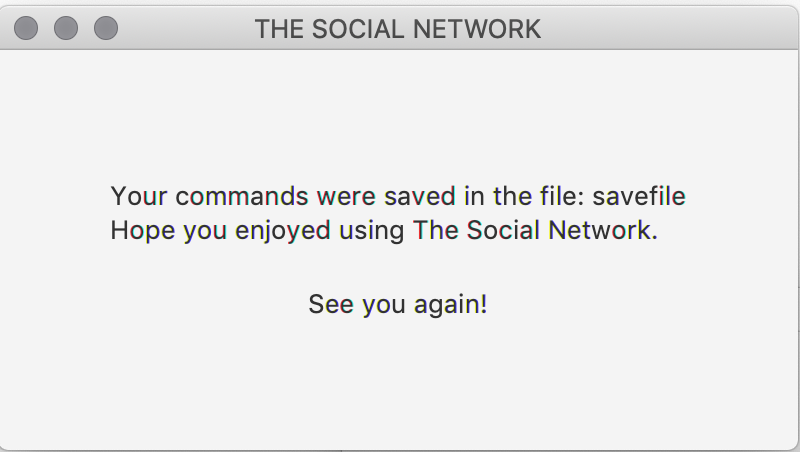 THE SOCIAL NETWORK
Your commands were saved in the file: savefile
Hope you enjoyed using The Social Network.
See you again!